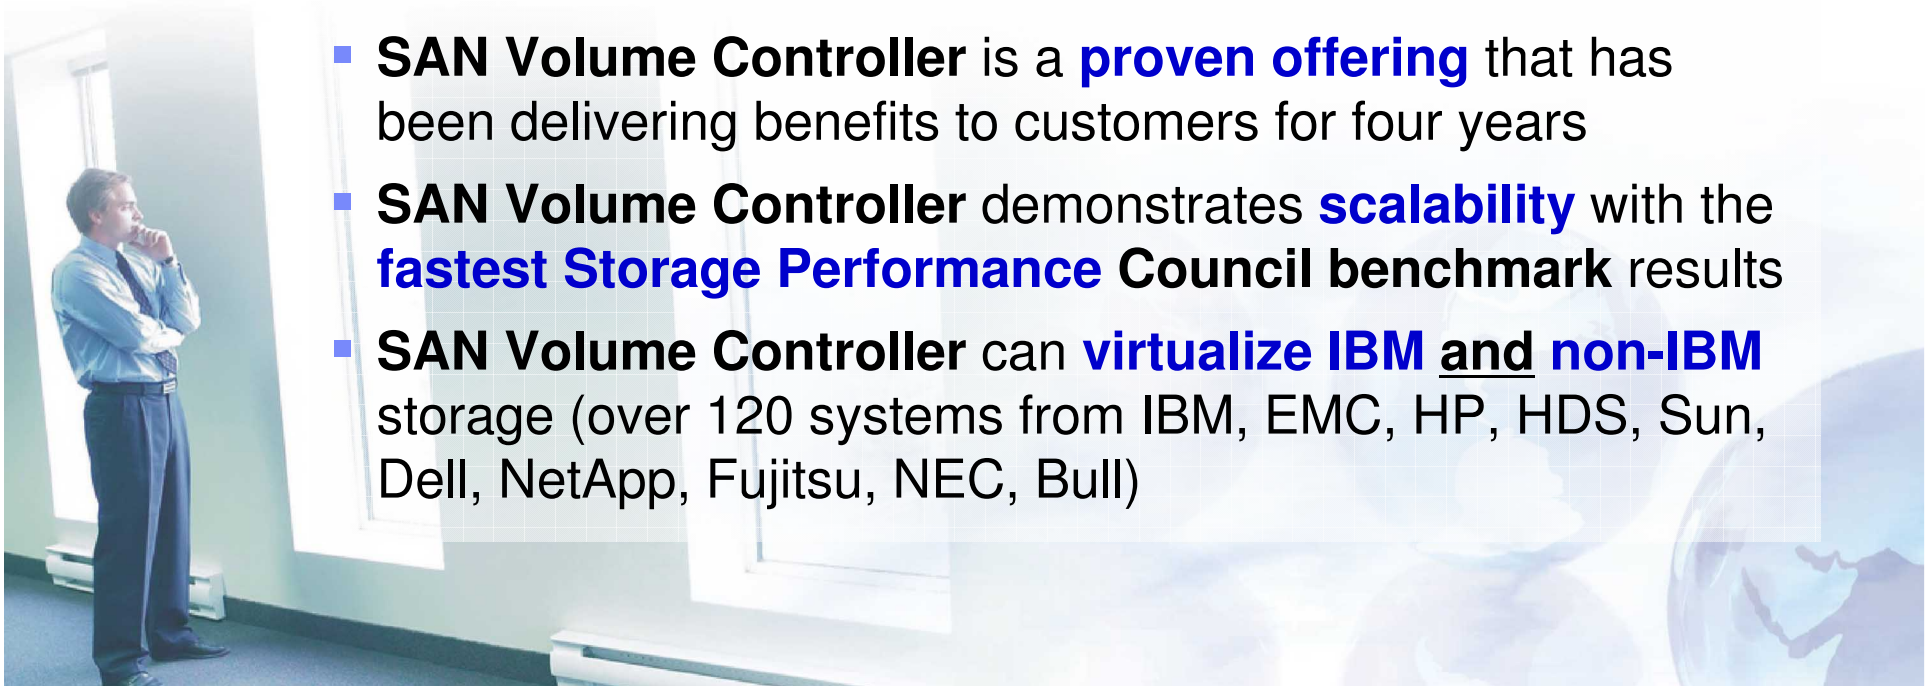 SAN Volume Controller is a proven offering that has
been delivering benefits to customers for four years
SAN Volume Controller demonstrates scalability with the
fastest Storage Performance Council benchmark results
SAN Volume Controller can virtualize IBM and non-IBM
storage (over 120 systems from IBM, EMC, HP, HDS, Sun,
Dell, NetApp, Fujitsu, NEC, Bull)